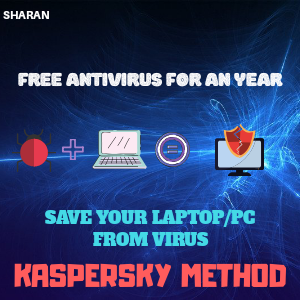 SHARAN
FREE ANTIVIRUS FOR AN YEAR
SAVE YOUR LAPTOP/PC
FROM VIRUS
KASPERSKY METHOD